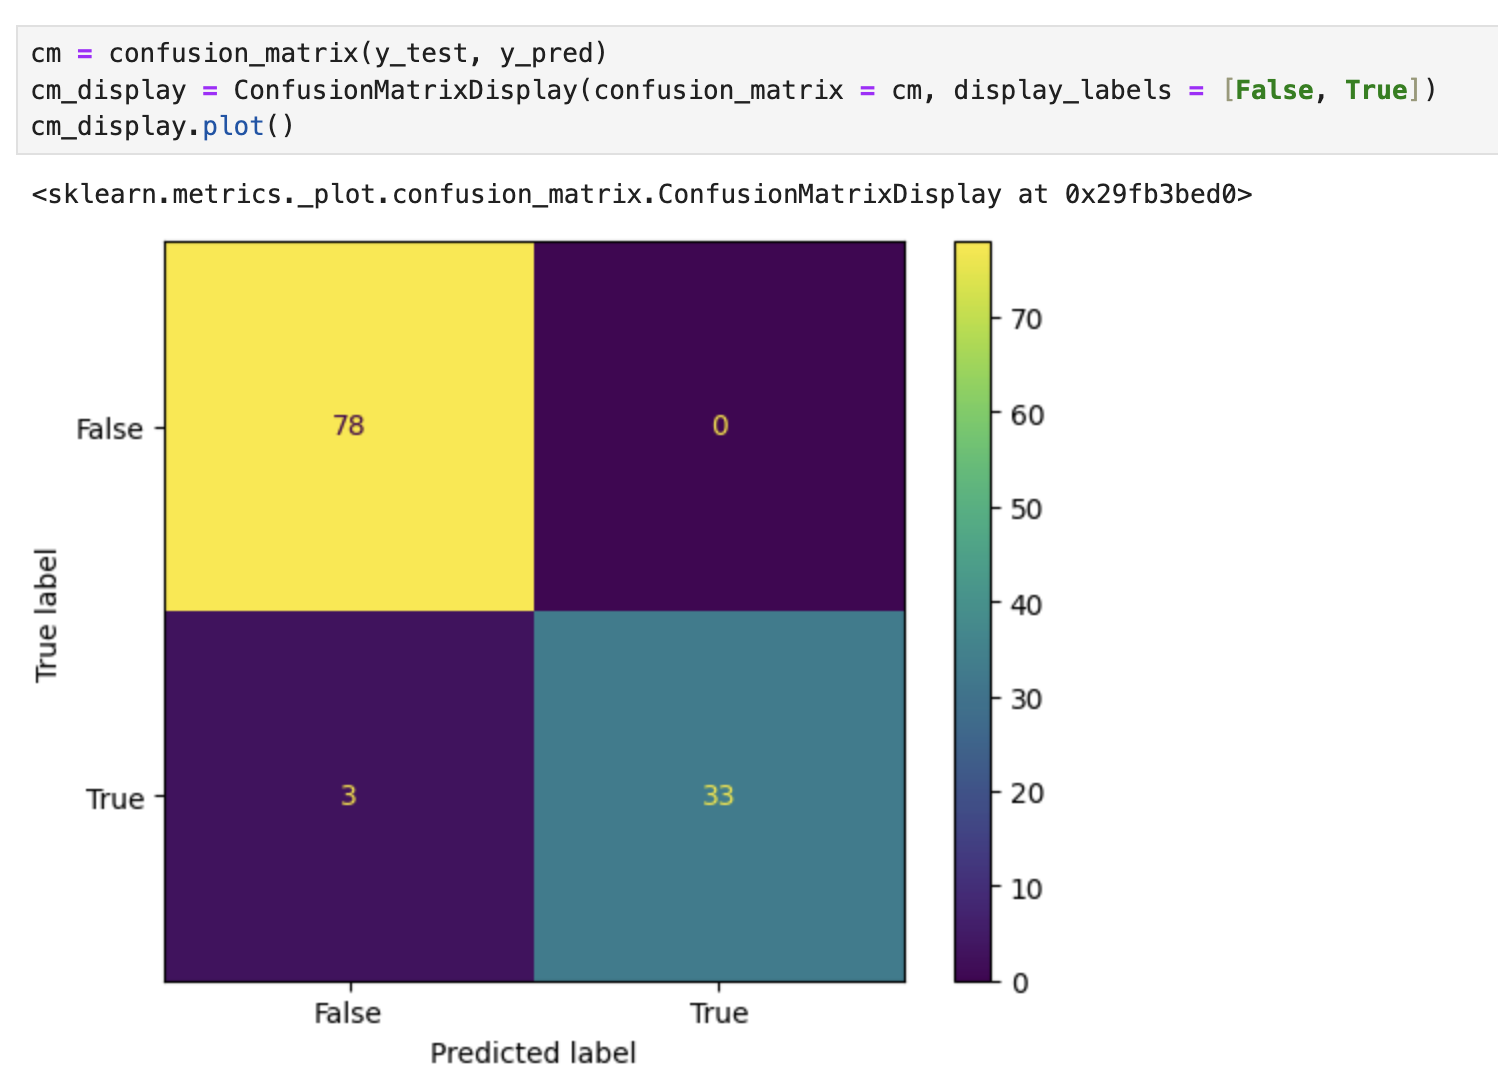 cm = confusion_matrix(y_test, y_pred)
cm_display = ConfusionMatrixDisplay(confusion_matrix = cm, display_labels = [False, True])
cm_display.plot()
<sklearn.metrics._plot.confusion_matrix.ConfusionMatrixDisplay at 0x29fb3bed0>
False
78
0
True label
True
3
33
False
True
Predicted label
70
60
50
40
30
20
10
0